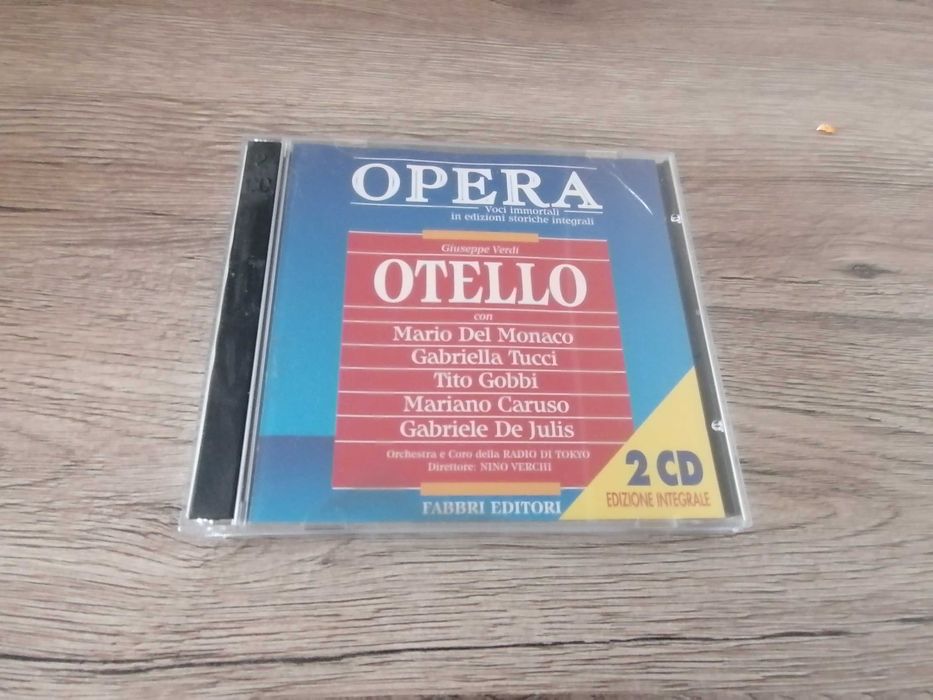 OPERA
Voci immortali
in edizioni storiche integrali
Giuseppe Verdi
OTELLO
con
Mario Del Monaco
Gabriella Tucci
Tito Gobbi
Mariano Caruso
Gabriele De Julis
Orchestra e Coro della RADIO DI TOKYO
Direttore: NINO VERCHI
FABBRI EDITORI
2 CD
EDIZIONE INTEGRALE
2
CD